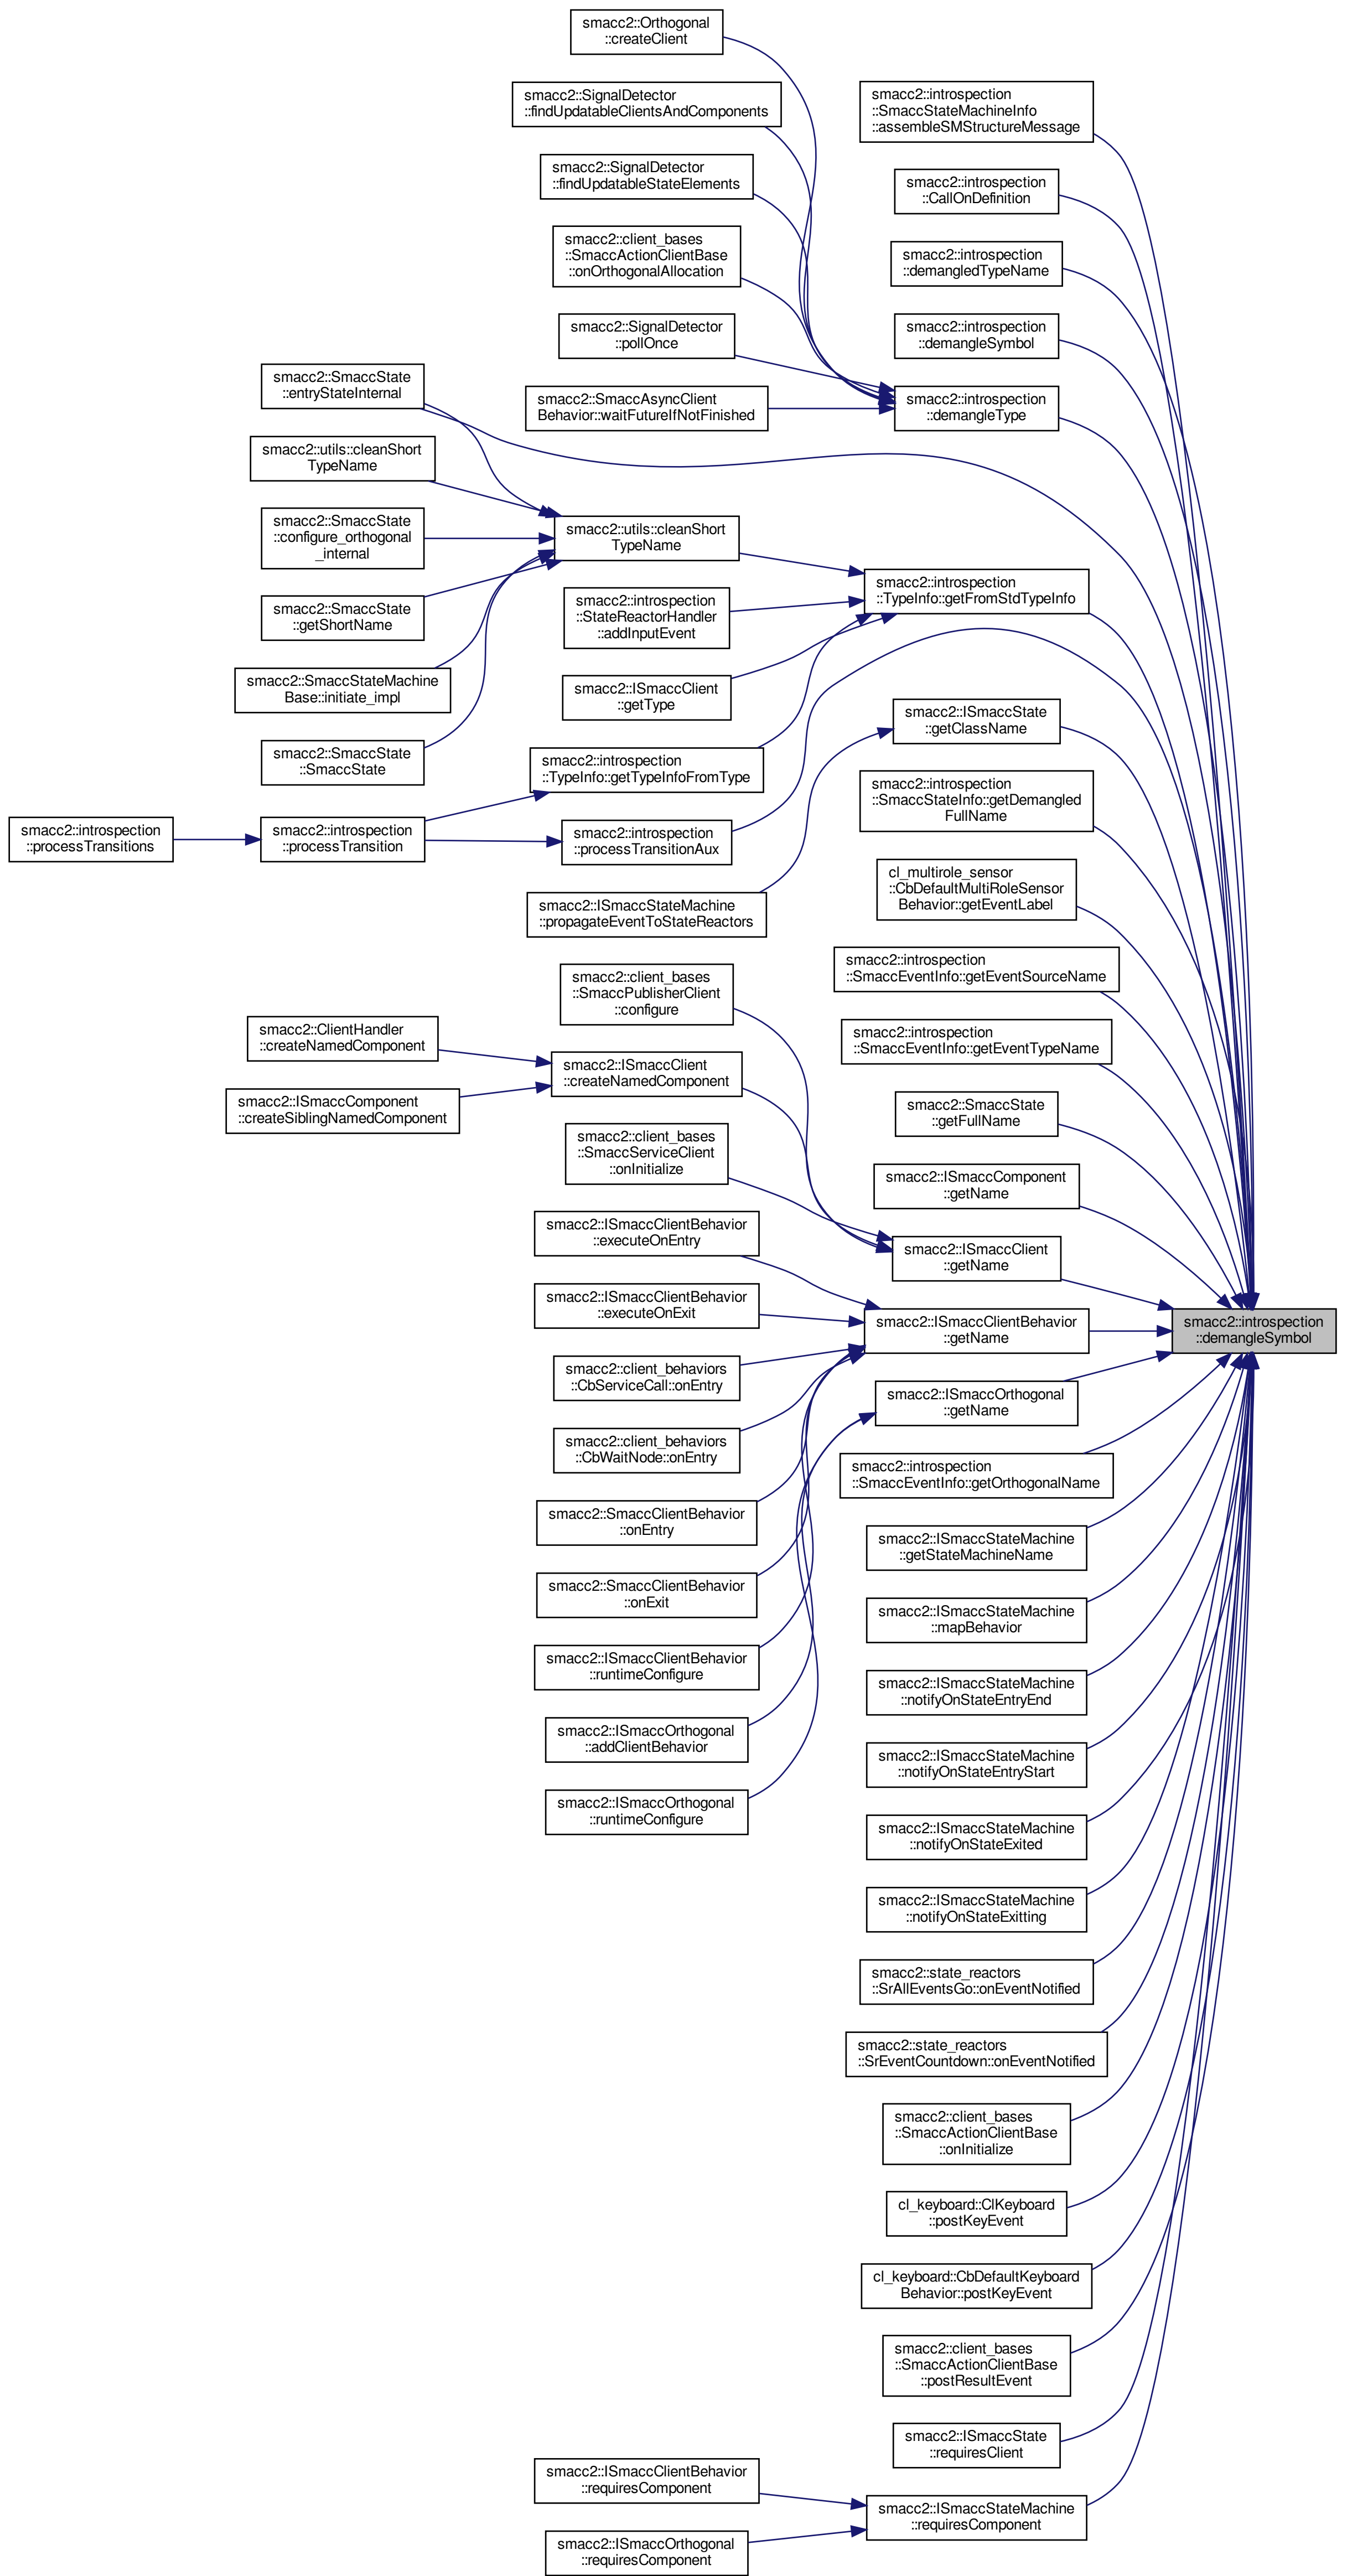 smacc2::Orthogonal
::createClient
smacc2::SignalDetector
::findUpdatableClientsAndComponents
smacc2::SignalDetector
::findUpdatableStateElements
smacc2::client_bases
::SmaccActionClientBase
::onOrthogonalAllocation
smacc2::SignalDetector
::pollOnce
smacc2::SmaccAsyncClient
Behavior::waitFutureIfNotFinished
smacc2::introspection
::SmaccStateMachineInfo
::assembleSMStructureMessage
smacc2::introspection
::CallOnDefinition
smacc2::introspection
::demangledTypeName
smacc2::introspection
::demangleSymbol
smacc2::introspection
::demangleType
smacc2::SmaccState
::entryStateInternal
smacc2::utils::cleanShort
TypeName
smacc2::SmaccState
::configure_orthogonal
_internal
smacc2::SmaccState
::getShortName
smacc2::SmaccStateMachine
Base::initiate_impl
smacc2::SmaccState
::SmaccState
smacc2::utils::cleanShort
TypeName
smacc2::introspection
::StateReactorHandler
::addInputEvent
smacc2::ISmaccClient
::getType
smacc2::introspection
::TypeInfo::getTypeInfoFromType
smacc2::introspection
::TypeInfo::getFromStdTypeInfo
smacc2::introspection
::processTransitions
smacc2::introspection
::processTransition
smacc2::introspection
::processTransitionAux
smacc2::ISmaccStateMachine
::propagateEventToStateReactors
smacc2::ISmaccState
::getClassName
smacc2::introspection
::SmaccStateInfo::getDemangled
FullName
cl_multirole_sensor
::CbDefaultMultiRoleSensor
Behavior::getEventLabel
smacc2::introspection
::SmaccEventInfo::getEventSourceName
smacc2::introspection
::SmaccEventInfo::getEventTypeName
smacc2::SmaccState
::getFullName
smacc2::ISmaccComponent
::getName
smacc2::client_bases
::SmaccPublisherClient
::configure
smacc2::ClientHandler
::createNamedComponent
smacc2::ISmaccComponent
::createSiblingNamedComponent
smacc2::ISmaccClient
::createNamedComponent
smacc2::client_bases
::SmaccServiceClient
::onInitialize
smacc2::ISmaccClient
::getName
smacc2::ISmaccClientBehavior
::executeOnEntry
smacc2::ISmaccClientBehavior
::executeOnExit
smacc2::client_behaviors
::CbServiceCall::onEntry
smacc2::client_behaviors
::CbWaitNode::onEntry
smacc2::SmaccClientBehavior
::onEntry
smacc2::SmaccClientBehavior
::onExit
smacc2::ISmaccClientBehavior
::runtimeConfigure
smacc2::ISmaccOrthogonal
::addClientBehavior
smacc2::ISmaccOrthogonal
::runtimeConfigure
smacc2::ISmaccClientBehavior
::getName
smacc2::introspection
::demangleSymbol
smacc2::ISmaccOrthogonal
::getName
smacc2::introspection
::SmaccEventInfo::getOrthogonalName
smacc2::ISmaccStateMachine
::getStateMachineName
smacc2::ISmaccStateMachine
::mapBehavior
smacc2::ISmaccStateMachine
::notifyOnStateEntryEnd
smacc2::ISmaccStateMachine
::notifyOnStateEntryStart
smacc2::ISmaccStateMachine
::notifyOnStateExited
smacc2::ISmaccStateMachine
::notifyOnStateExitting
smacc2::state_reactors
::SrAllEventsGo::onEventNotified
smacc2::state_reactors
::SrEventCountdown::onEventNotified
smacc2::client_bases
::SmaccActionClientBase
::onInitialize
cl_keyboard::ClKeyboard
::postKeyEvent
cl_keyboard::CbDefaultKeyboard
Behavior::postKeyEvent
smacc2::client_bases
::SmaccActionClientBase
::postResultEvent
smacc2::ISmaccState
::requiresClient
smacc2::ISmaccStateMachine
::requiresComponent
smacc2::ISmaccClientBehavior
::requiresComponent
smacc2::ISmaccOrthogonal
::requiresComponent